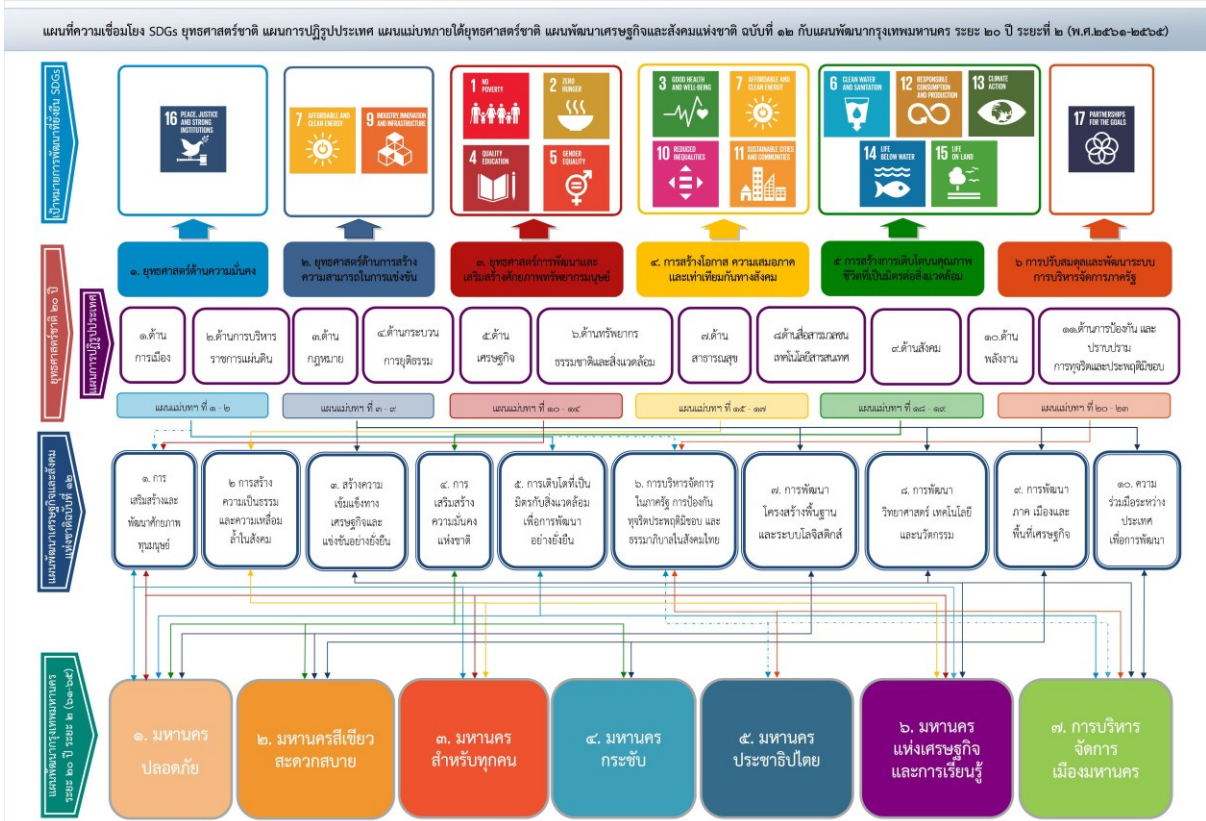 แผนที่ความเชื่อมโยง SDGs ยุทธศาสตร์ชาติ แผนการปฏิรูปประเทศ แผนแม่บทภายใต้ยุทธศาสตร์ชาติ แผนพัฒนาเศรษฐกิจและสังคมแห่งชาติ ฉบับที่ ๑๒ กับแผนพัฒนากรุงเทพมหานคร ระยะ ๒๐ ปี ระยะที่ ๒ (พ.ศ.๒๕๖๑-๒๕๖๕)
เป้าหมายการพัฒนาที่ยั่งยืน SDGs
16 PEACE, JUSTICE
AND STRONG
INSTITUTIONS
7 AFFORDABLE AND
CLEAN ENERGY
9 INDUSTRY, INNOVATION
AND INFRASTRUCTURE
1 NO
POVERTY
2 ZERO
HUNGER
4 QUALITY
EDUCATION
5 GENDER
EQUALITY
3 GOOD HEALTH
AND WELL-BEING
7 AFFORDABLE AND
CLEAN ENERGY
10 REDUCED
INEQUALITIES
11 SUSTAINABLE CITIES
AND COMMUNITIES
6 CLEAN WATER
AND SANITATION
12 RESPONSIBLE
CONSUMPTION
AND PRODUCTION
13 CLIMATE
ACTION
14 LIFE
BELOW WATER
15 LIFE
ON LAND
17 PARTNERSHIPS
FOR THE GOALS
ยุทธศาสตร์ชาติ ๒๐ ปี
๑. ยุทธศาสตร์ด้านความมั่นคง
๒. ยุทธศาสตร์ด้านการสร้าง
ความสามารถในการแข่งขัน
๓. ยุทธศาสตร์การพัฒนาและ
เสริมสร้างศักยภาพทรัพยากรมนุษย์
๔. การสร้างโอกาส ความเสมอภาค
และเท่าเทียมกันทางสังคม
๕ การสร้างการเติบโตบนคุณภาพ
ชีวิตที่เป็นมิตรต่อสิ่งแวดล้อม
๖ การปรับสมดุลและพัฒนาระบบ
การบริหารจัดการภาครัฐ
แผนการปฏิรูปประเทศ
๑.ด้าน
การเมือง
๒.ด้านการบริหาร
ราชการแผ่นดิน
๓.ด้าน
กฎหมาย
๔.ด้านกระบวน
การยุติธรรม
๕.ด้าน
เศรษฐกิจ
๖.ด้านทรัพยากร
ธรรมชาติและสิ่งแวดล้อม
๗.ด้าน
สาธารณสุข
๘.ด้านสื่อสารมวลชน
เทคโนโลยีสารสนเทศ
๙.ด้านสังคม
๑๐.ด้าน
พลังงาน
๑๑.ด้านการป้องกัน และ
ปราบปราม
การทุจริตและประพฤติมิชอบ
แผนแม่บทฯ ที่ ๑ - ๒
แผนแม่บทฯ ที่ ๓ - ๙
แผนแม่บทฯ ที่ ๑๐ - ๑๔
แผนแม่บทฯ ที่ ๑๕ - ๑๗
แผนแม่บทฯ ที่ ๑๘ - ๑๙
แผนแม่บทฯ ที่ ๒๐ - ๒๓
แผนพัฒนาเศรษฐกิจและสังคม
แห่งชาติฉบับที่ ๑๒
๑. การ
เสริมสร้างและ
พัฒนาศักยภาพ
ทุนมนุษย์
๒ การสร้าง
ความเป็นธรรม
และความเหลื่อม
ล้ำในสังคม
๓. สร้างความ
เข้มแข็งทาง
เศรษฐกิจและ
แข่งขันอย่างยั่งยืน
๔. การ
เสริมสร้าง
ความมั่นคง
แห่งชาติ
๕. การเติบโตที่เป็น
มิตรกับสิ่งแวดล้อม
เพื่อการพัฒนา
อย่างยั่งยืน
๖. การบริหารจัดการ
ในภาครัฐ การป้องกัน
ทุจริตประพฤติมิชอบ และ
ธรรมาภิบาลในสังคมไทย
๗. การพัฒนา
โครงสร้างพื้นฐาน
และระบบโลจิสติกส์
๘. การพัฒนา
วิทยาศาสตร์ เทคโนโลยี
และนวัตกรรม
๙. การพัฒนา
ภาค เมืองและ
พื้นที่เศรษฐกิจ
๑๐. ความ
ร่วมมือระหว่าง
ประเทศ
เพื่อการพัฒนา
แผนพัฒนากรุงเทพมหานคร
ระยะ ๒๐ ปี ระยะ ๒ (๖๑-๖๕)
๑. มหานคร
ปลอดภัย
๒. มหานครสีเขียว
สะดวกสบาย
๓. มหานคร
สำหรับทุกคน
๔. มหานคร
กระชับ
๕. มหานคร
ประชาธิปไตย
๖. มหานคร
แห่งเศรษฐกิจ
และการเรียนรู้
๗. การบริหาร
จัดการ
เมืองมหานคร